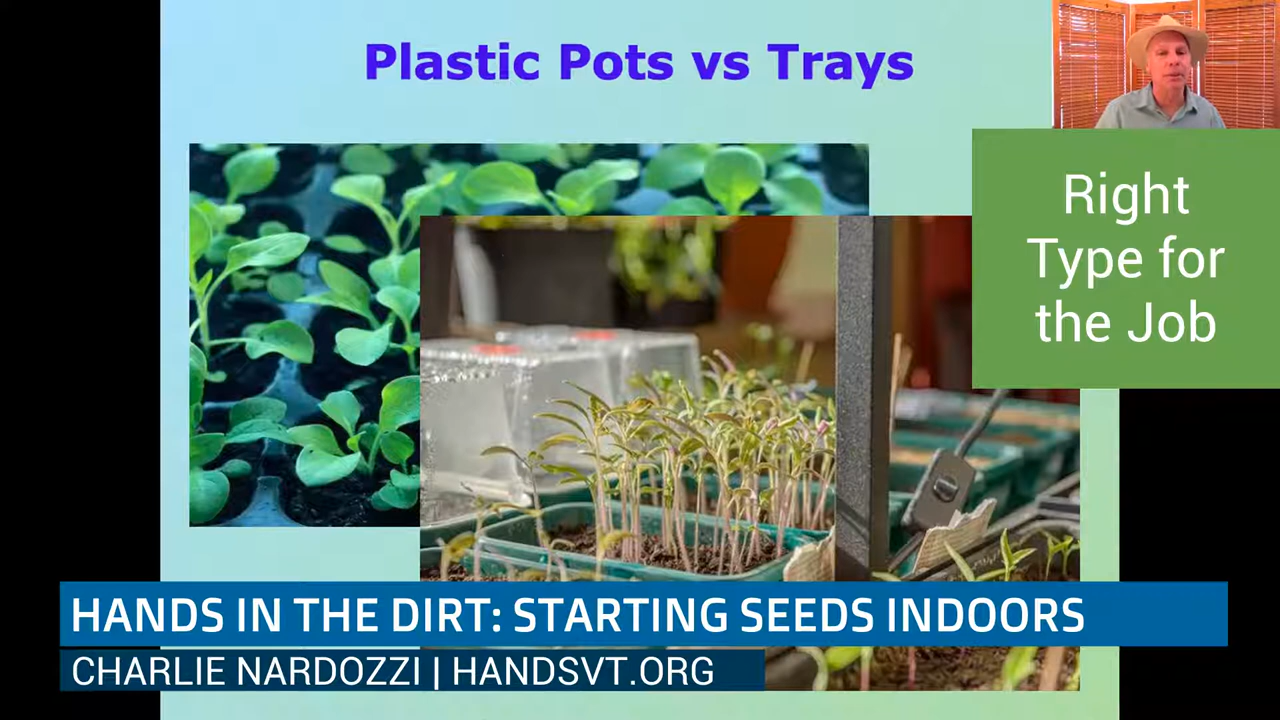 Plastic Pots vs Trays
Right
Type for
the Job
HANDS IN THE DIRT: STARTING SEEDS INDOORS
CHARLIE NARDOZZI | HANDSVT.ORG